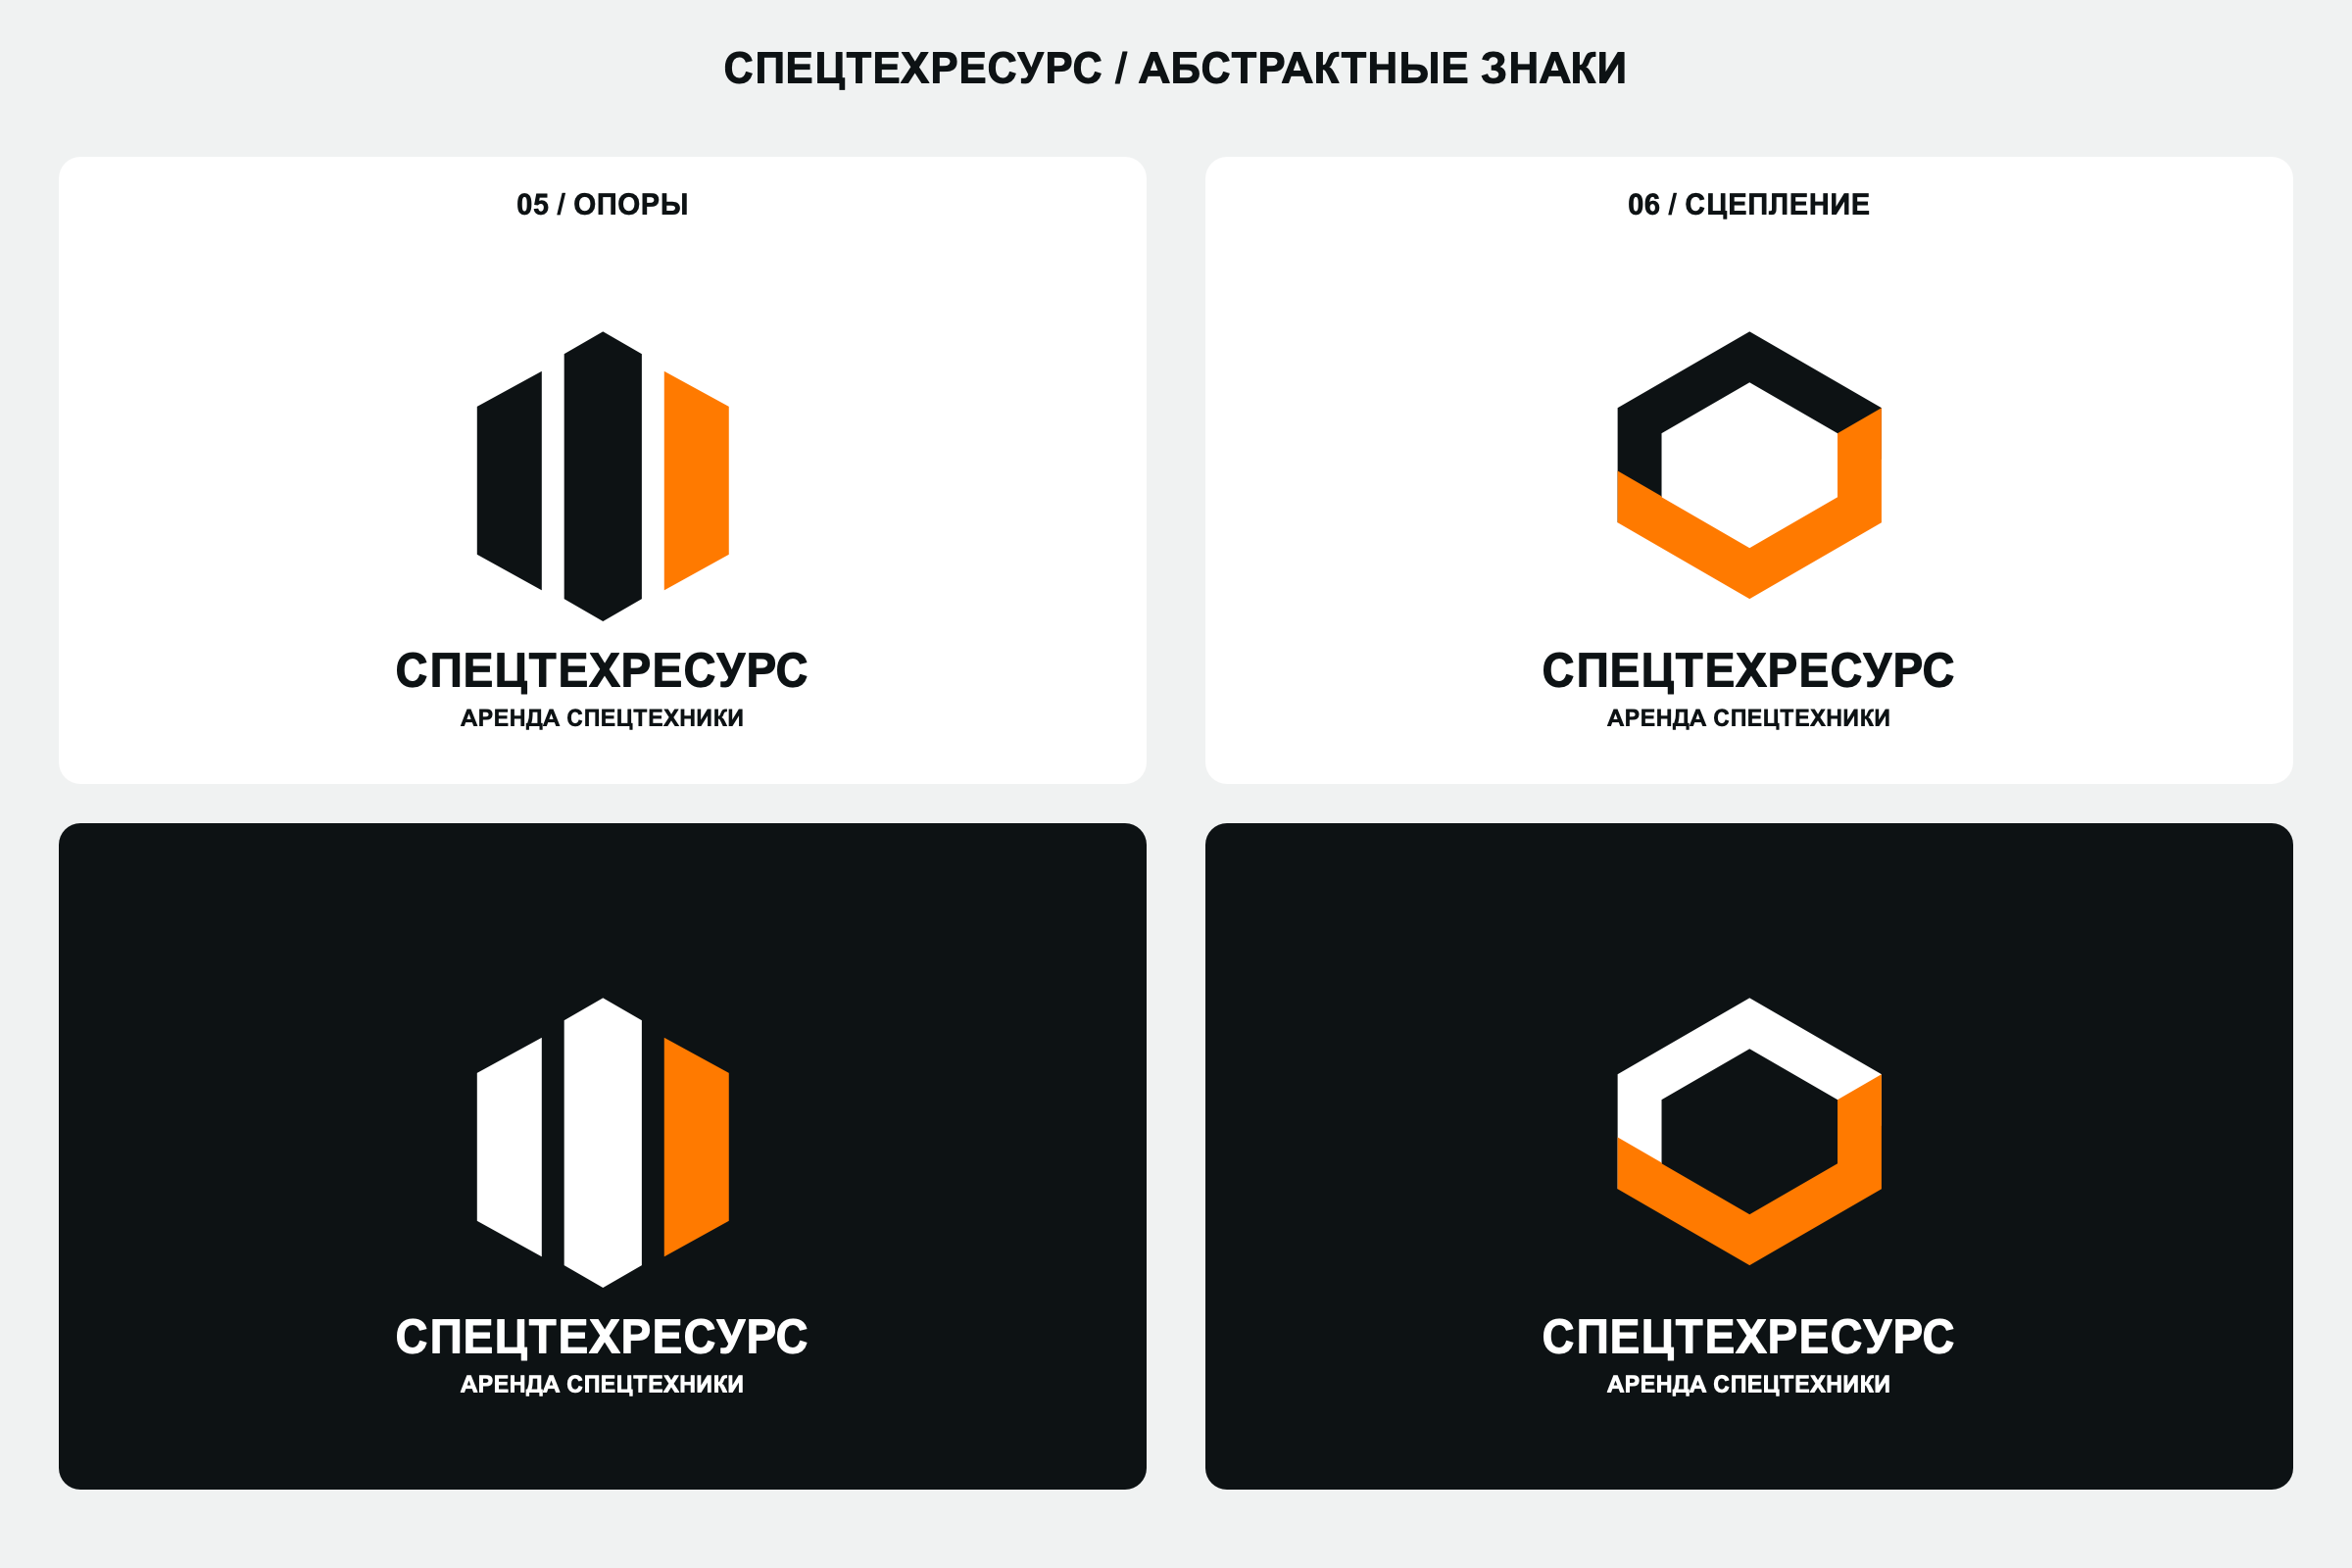 СПЕЦТЕХРЕСУРС / АБСТРАКТНЫЕ ЗНАКИ
05 / ОПОРЫ
СПЕЦТЕХРЕСУРС
АРЕНДА СПЕЦТЕХНИКИ
06 / СЦЕПЛЕНИЕ
СПЕЦТЕХРЕСУРС
АРЕНДА СПЕЦТЕХНИКИ
СПЕЦТЕХРЕСУРС
АРЕНДА СПЕЦТЕХНИКИ
СПЕЦТЕХРЕСУРС
АРЕНДА СПЕЦТЕХНИКИ